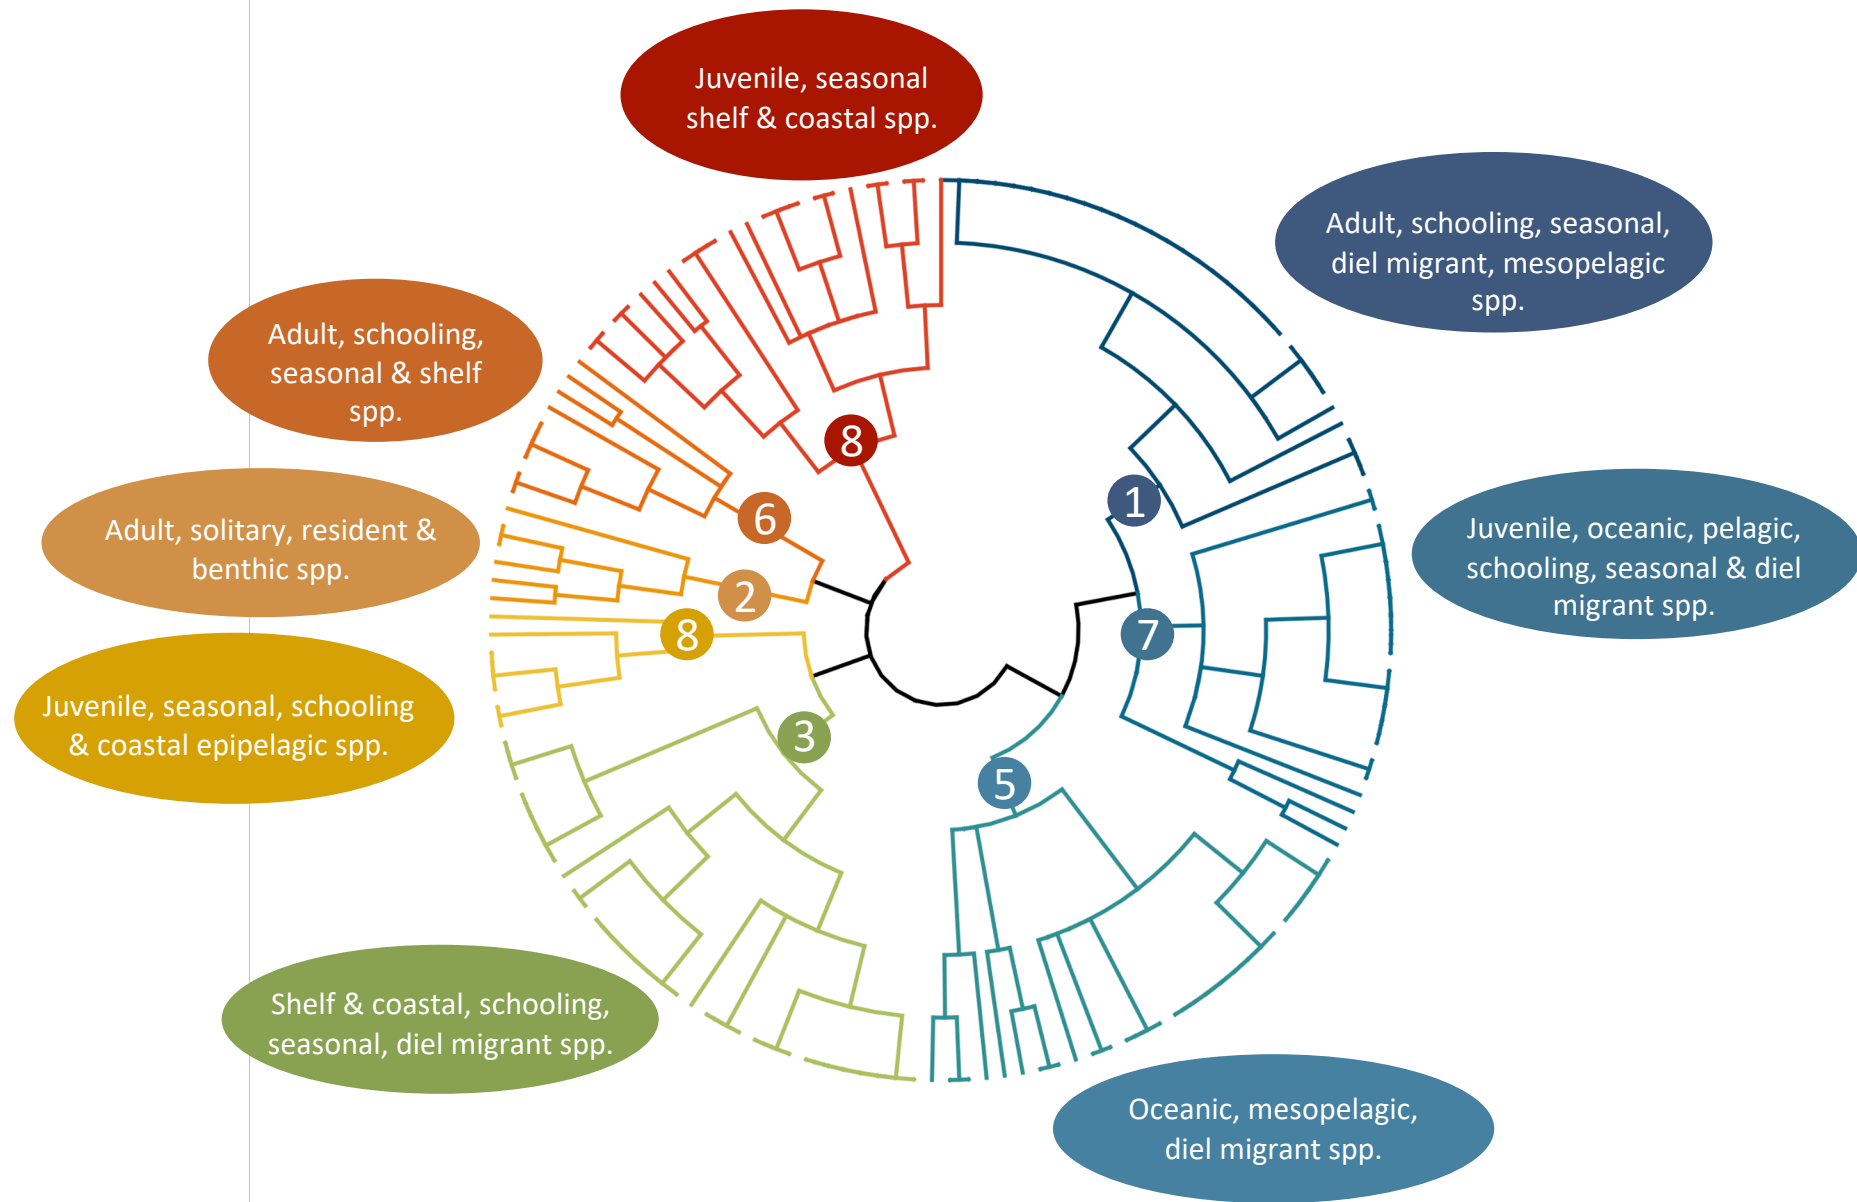 Juvenile, seasonal
shelf & coastal spp.
Adult, schooling, seasonal,
diel migrant, mesopelagic
spp.
Adult, schooling,
seasonal & shelf
spp.
8
6
1
Adult, solitary, resident &
benthic spp.
Juvenile, oceanic, pelagic,
schooling, seasonal & diel
migrant spp.
2
8
7
Juvenile, seasonal, schooling
& coastal epipelagic spp.
3
5
Shelf & coastal, schooling,
seasonal, diel migrant spp.
Oceanic, mesopelagic,
diel migrant spp.